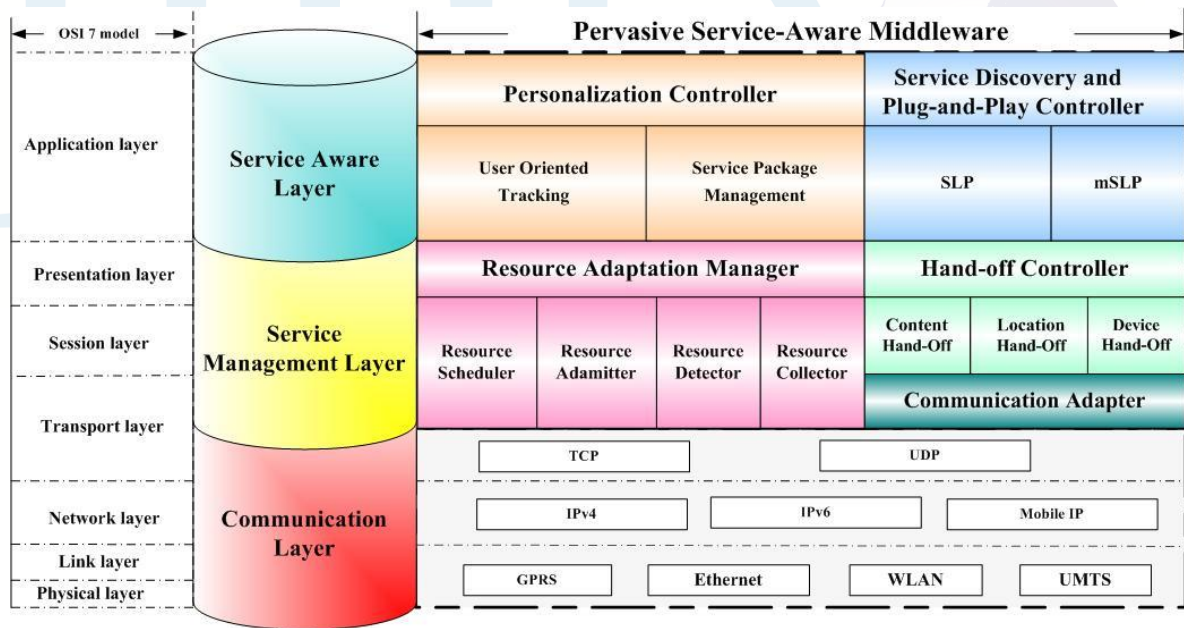 OSI 7 model
Pervasive Service-Aware Middleware
Application layer
Presentation layer
Session layer
Transport layer
Network layer
Link layer
Physical layer
Service Aware
Layer
Service
Management Layer
Communication
Layer
Personalization Controller
Service Discovery and
Plug-and-Play Controller
User Oriented
Tracking
Service Package
Management
SLP
mSLP
Resource Adaptation Manager
Hand-off Controller
Resource
Scheduler
Resource
Adamitter
Resource
Detector
Resource
Collector
Content
Hand-Off
Location
Hand-Off
Device
Hand-Off
Communication Adapter
TCP
UDP
IPv4
IPv6
Mobile IP
GPRS
Ethernet
WLAN
UMTS